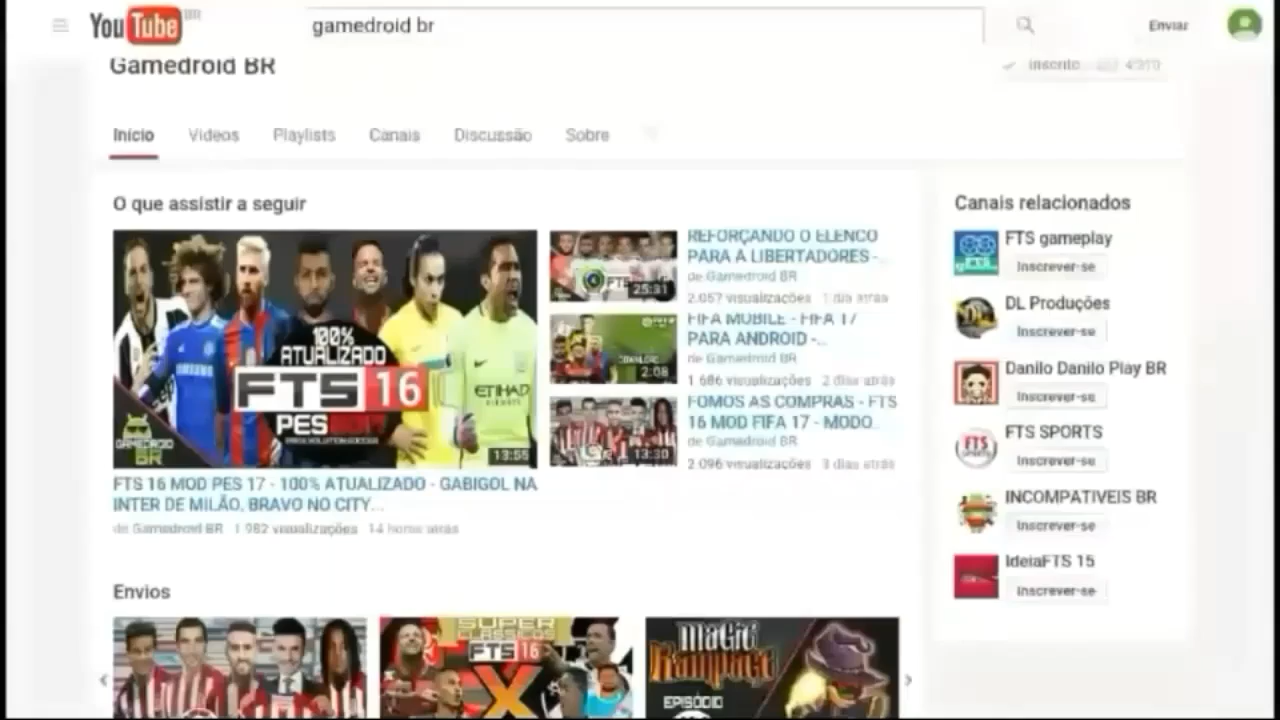 YouTube BR
gamedroid br
Enviar
Gamedroid BR
Inscrito 4.210
Início Vídeos Playlists Canais Discussão Sobre
O que assistir a seguir
100%
ATUALIZADO
FTS 16
PES
GAMEDROID
BR
ETIHAD
SAMSUNG
13:55
FTS 16 MOD PES 17 - 100% ATUALIZADO - GABIGOL NA
INTER DE MILÃO, BRAVO NO CITY...
de Gamedroid BR 1 982 visualizações 14 horas atrás
FTS
25:31
REFORÇANDO O ELENCO
PARA A LIBERTADORES -..
de Gamedroid BR
2.057 visualizações 1 dia atrás
2:08
FIFA MOBILE - FIFA 17
PARA ANDROID -..
de Gamedroid BR
1 686 visualizações 2 dias atrás
13:30
FOMOS AS COMPRAS - FTS
16 MOD FIFA 17 - MODO..
de Gamedroid BR
2 096 visualizações 3 dias atrás
Canais relacionados
FTS gameplay
Inscrever-se
DL Produções
Inscrever-se
Danilo Danilo Play BR
Inscrever-se
FTS SPORTS
Inscrever-se
INCOMPATIVEIS BR
Inscrever-se
IdeiaFTS 15
Inscrever-se
Envios
SUPER
CLÁSSICOS
FTS 16
X
MAGIC
RAMPAGE
EPISÓDIO